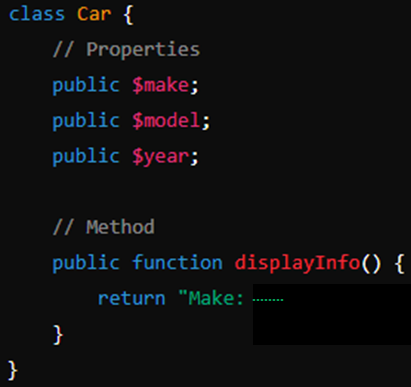 class Car {
// Properties
public $make;
public $model;
public $year;
// Method
public function displayInfo() {
return "Make:
}
}